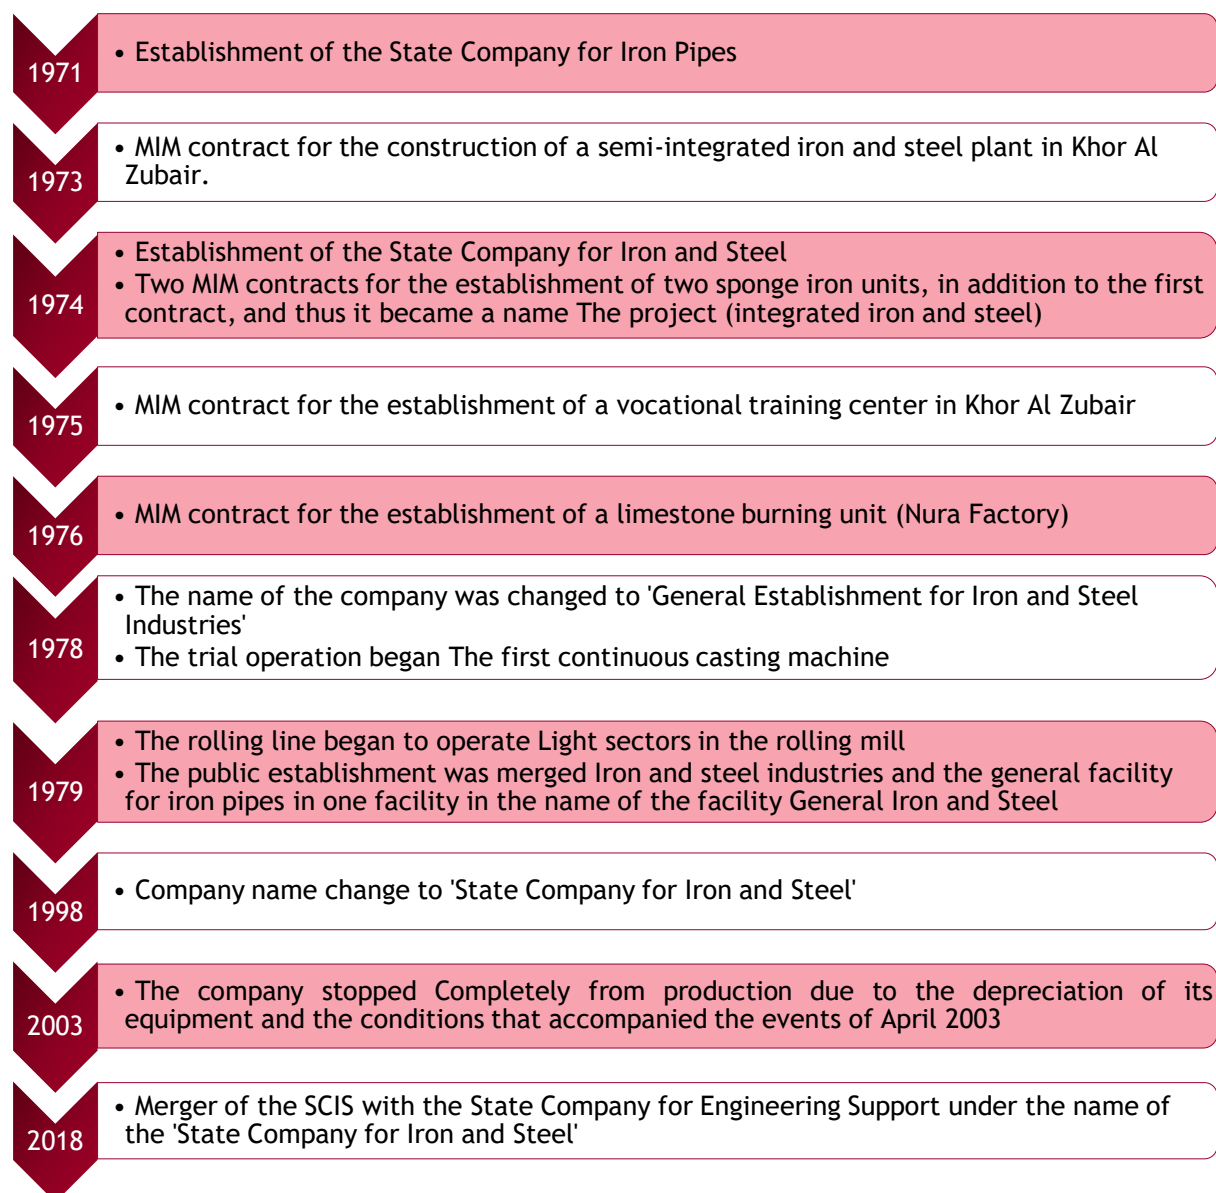 1971
• Establishment of the State Company for Iron Pipes
1973
• MIM contract for the construction of a semi-integrated iron and steel plant in Khor Al
Zubair.
1974
• Establishment of the State Company for Iron and Steel
• Two MIM contracts for the establishment of two sponge iron units, in addition to the first
contract, and thus it became a name The project (integrated iron and steel)
1975
• MIM contract for the establishment of a vocational training center in Khor Al Zubair
1976
• MIM contract for the establishment of a limestone burning unit (Nura Factory)
1978
• The name of the company was changed to 'General Establishment for Iron and Steel
Industries'
• The trial operation began The first continuous casting machine
1979
• The rolling line began to operate Light sectors in the rolling mill
• The public establishment was merged Iron and steel industries and the general facility
for iron pipes in one facility in the name of the facility General Iron and Steel
1998
• Company name change to 'State Company for Iron and Steel'
2003
• The company stopped Completely from production due to the depreciation of its
equipment and the conditions that accompanied the events of April 2003
2018
• Merger of the SCIS with the State Company for Engineering Support under the name of
the 'State Company for Iron and Steel'